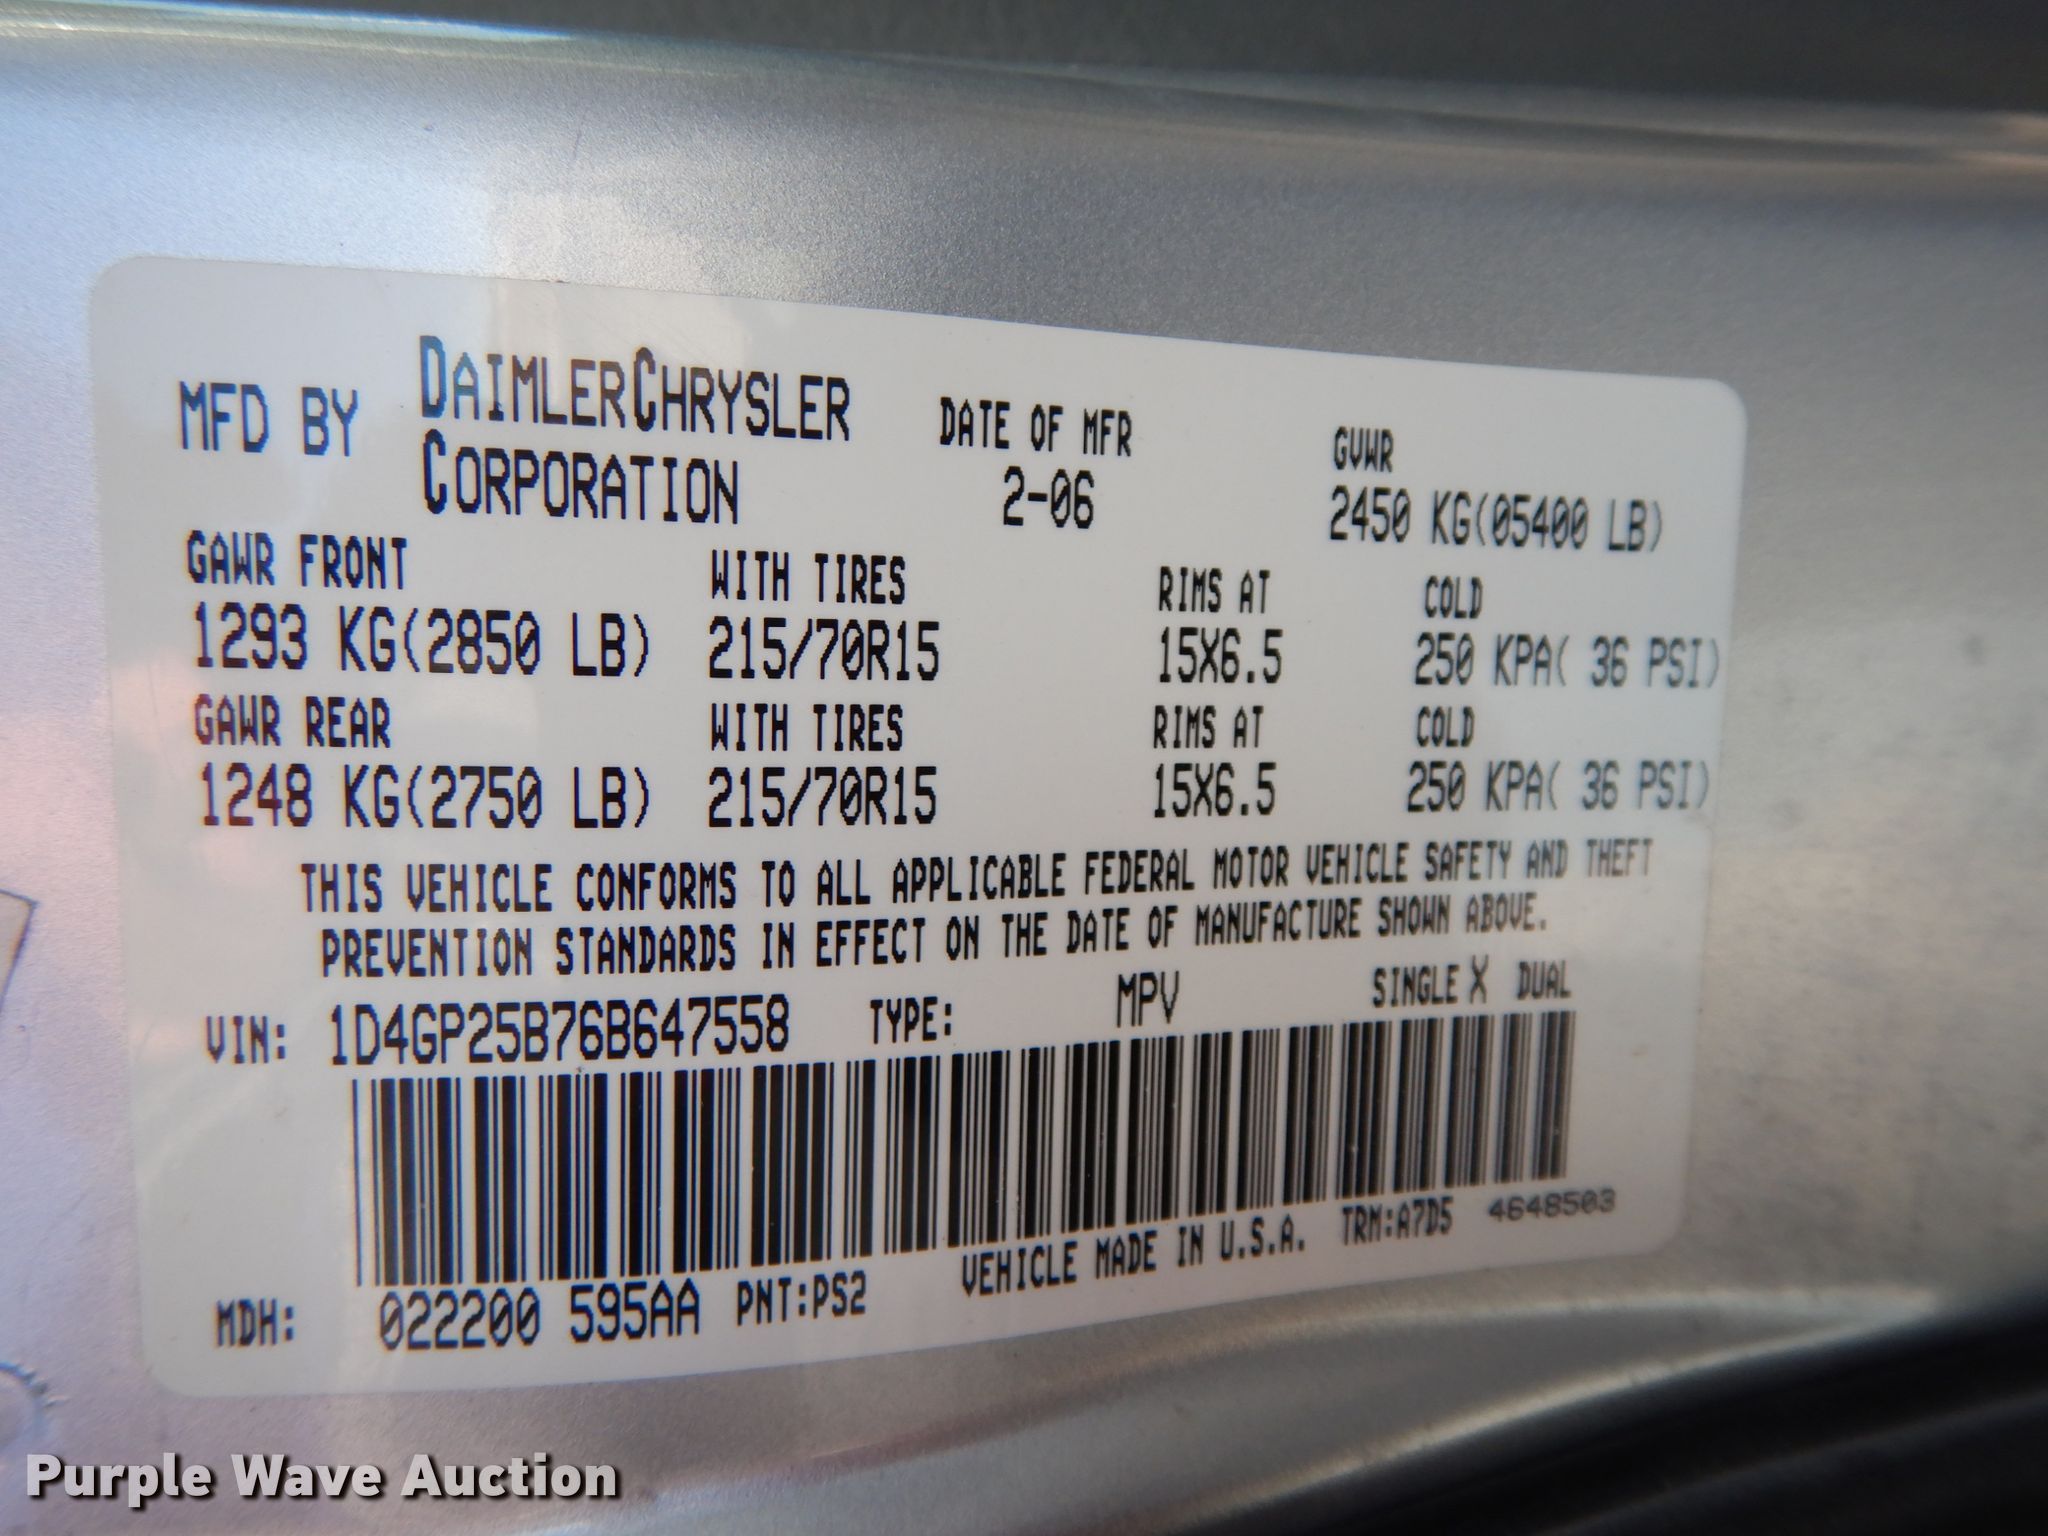 MFD BY DAIMLERCHRYSLER CORPORATION DATE OF MFR 2-06 GVWR 2450 KG(05400 LB)
GAWR FRONT WITH TIRES RIMS AT COLD
1293 KG(2850 LB) 215/70R15 15X6.5 250 KPA( 36 PSI)
GAWR REAR WITH TIRES RIMS AT COLD
1248 KG(2750 LB) 215/70R15 15X6.5 250 KPA( 36 PSI)
THIS VEHICLE CONFORMS TO ALL APPLICABLE FEDERAL MOTOR VEHICLE SAFETY AND THEFT
PREVENTION STANDARDS IN EFFECT ON THE DATE OF MANUFACTURE SHOWN ABOVE.
VIN: 1D4GP25B76B647558 TYPE: MPV SINGLE X DUAL
MDH: 022200 595AA PNT:PS2 VEHICLE MADE IN U.S.A. TRM:A7D5 4648503
Purple Wave Auction